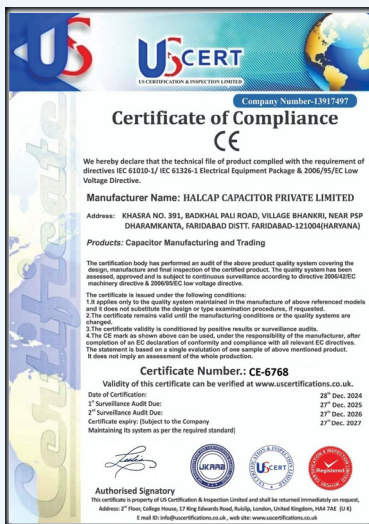 US
USCERT
US CERTIFICATION & INSPECTION LIMITED
Company Number-13917497
Certificate of Compliance
CE
We hereby declare that the technical file of product complied with the requirement of
directives IEC 61010-1/ IEC 61326-1 Electrical Equipment Package & 2006/95/EC Low
Voltage Directive.
Manufacturer Name: HALCAP CAPACITOR PRIVATE LIMITED
Address: KHASRA NO. 391, BADKHAL PALI ROAD, VILLAGE BHANKRI, NEAR PSP
DHARAMKANTA, FARIDABAD DISTT. FARIDABAD-121004(HARYANA)
Products: Capacitor Manufacturing and Trading
The certification body has performed an audit of the above product quality system covering the
design, manufacture and final inspection of the certified product. The quality system has been
assessed, approved and is subject to continuous surveillance according to directive 2006/42/EC
machinery directive & 2006/95/EC low voltage directive.
The certificate is issued under the following conditions:
1.It applies only to the quality system maintained in the manufacture of above referenced models
and it does not substitute the design or type examination procedures, if requested.
2.The certificate remains valid until the manufacturing conditions or the quality systems are
changed.
3.The certificate validity is conditioned by positive results or surveillance audits.
4.The CE mark as shown above can be used, under the responsibility of the manufacturer, after
completion of an EC declaration of conformity and compliance with all relevant EC directives.
The statement is based on a single evalutation of one sample of above mentioned product.
It does not imply an assessment of the whole production.
Certificate Number.: CE-6768
Validity of this certificate can be verified at www.uscertifications.co.uk.
Date of Certification: 28th Dec. 2024
1st Surveillance Audit Due: 27th Dec. 2025
2nd Surveillance Audit Due: 27th Dec. 2026
Certificate expiry: (Subject to the Company 27th Dec. 2027
Maintaining its system as per the required standard)
UKAAB
USCERT
Registered
Authorised Signatory
This certificate is property of US Certification & Inspection Limited and shall be returned immediately on request,
Address: 2nd Floor, College House, 17 King Edwards Road, Ruislip, London, United Kingdom, HA4 7AE (U K)
E mail ID: info@uscertifications.co.uk , web site: www.uscertifications.co.uk
Certificate